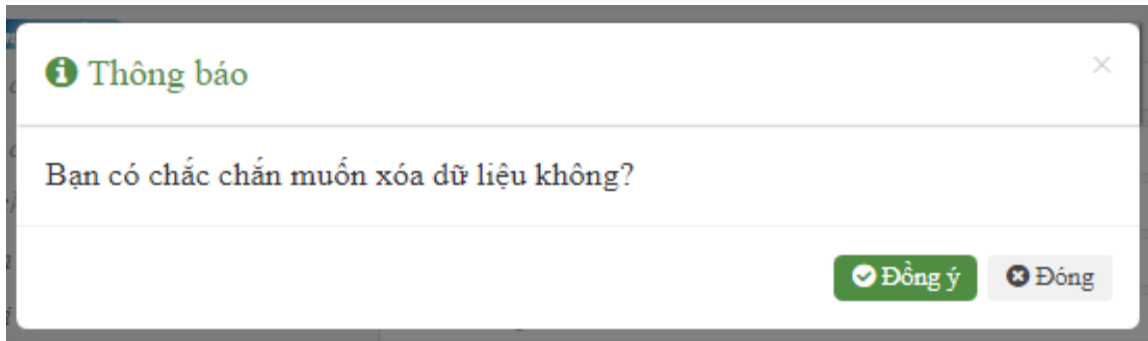 Thông báo
×
Bạn có chắc chắn muốn xóa dữ liệu không?
Đồng ý
Đóng